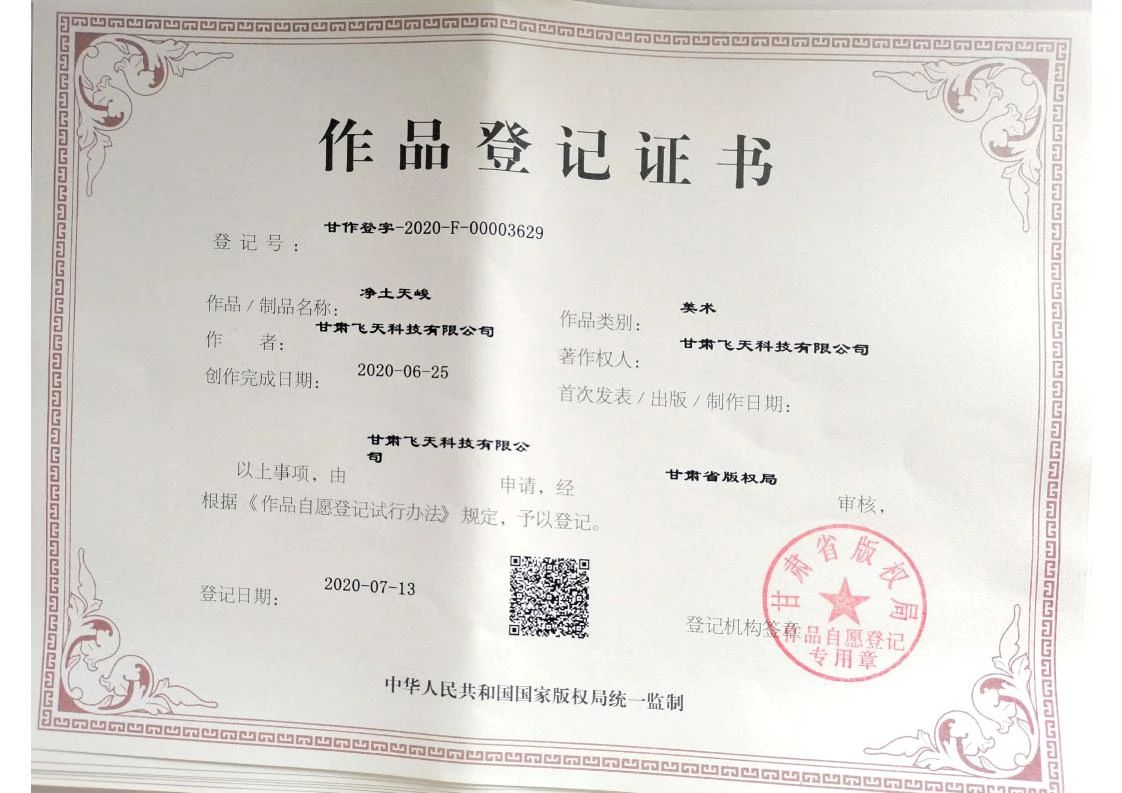 作品登记证书
登记号： 甘作登字-2020-F-00003629
作品/制品名称： 净土天峻
作品类别： 美术
作 者： 甘肃飞天科技有限公司
著作权人： 甘肃飞天科技有限公司
创作完成日期： 2020-06-25
首次发表/出版/制作日期：
以上事项，由 甘肃飞天科技有限公司 申请，经 甘肃省版权局 审核，
根据《作品自愿登记试行办法》规定，予以登记。
登记日期： 2020-07-13
登记机构签章
甘肃省版权局
作品自愿登记
专用章
中华人民共和国国家版权局统一监制